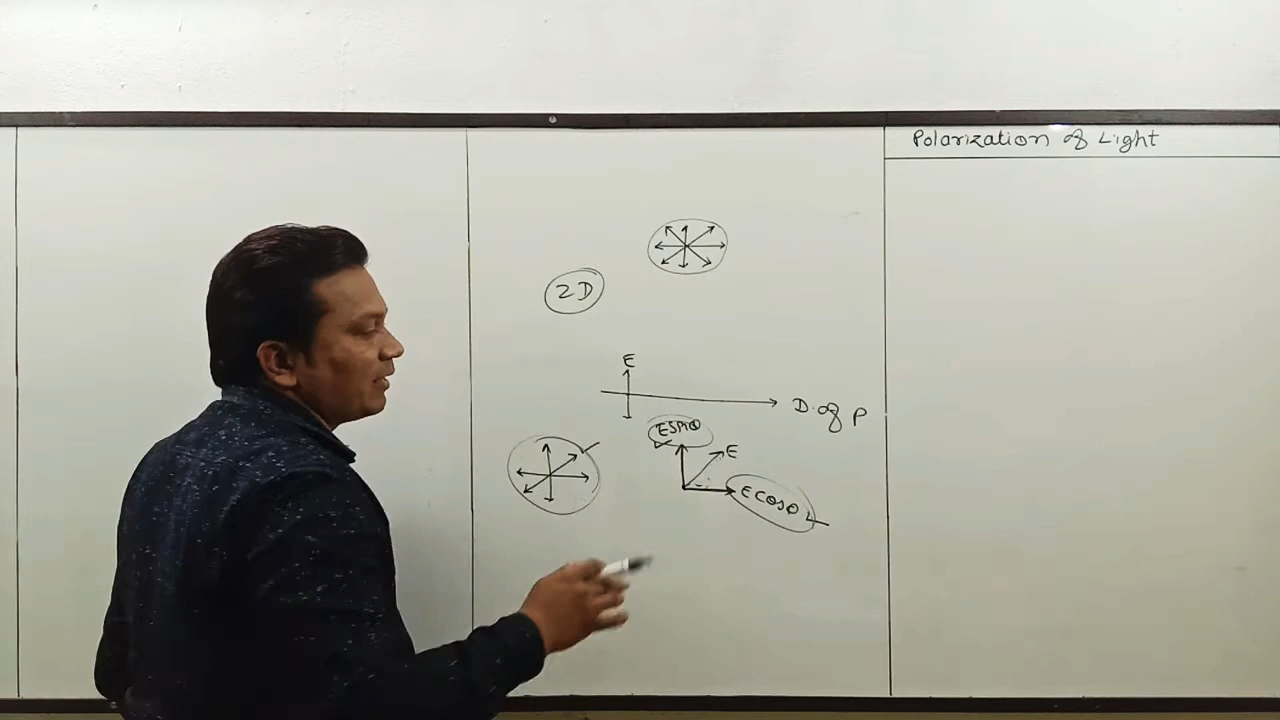 Polarization of Light
2D
E
D. of P
ESinθ
E
ECosθ